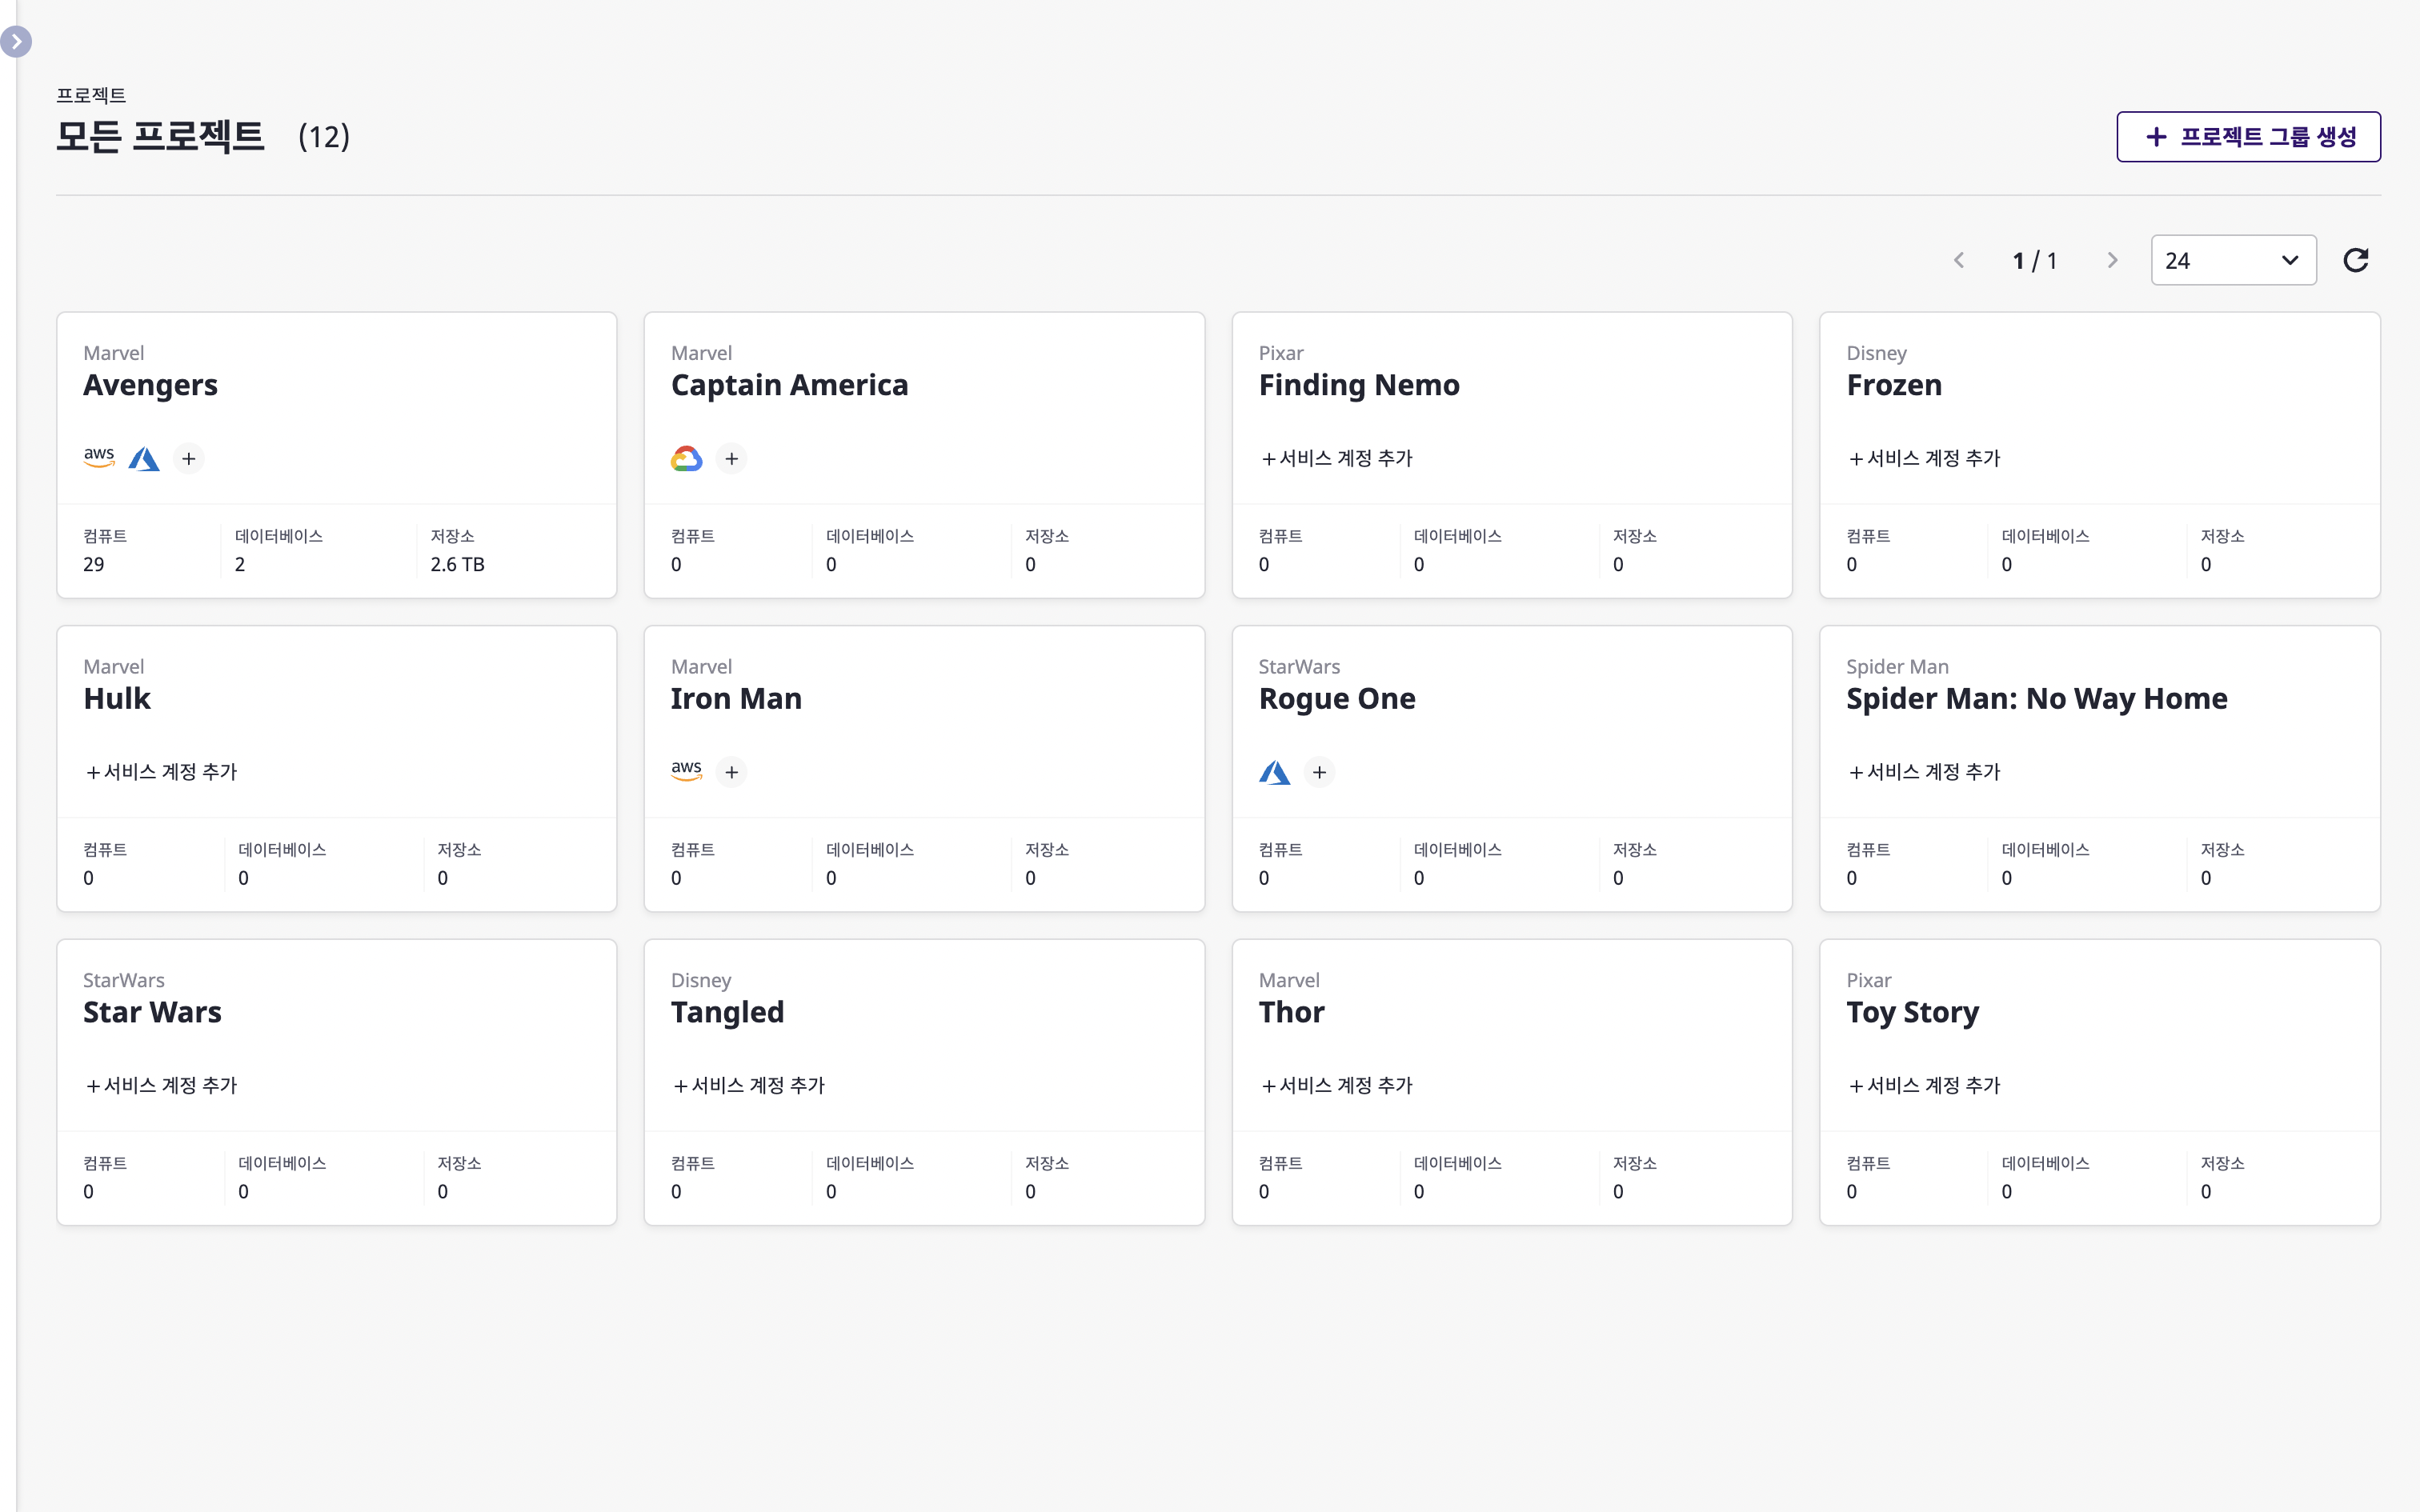 프로젝트
모든 프로젝트 (12)
+ 프로젝트 그룹 생성
1 / 1
24
Marvel
Avengers
aws
+
컴퓨트 데이터베이스 저장소
29 2 2.6 TB
Marvel
Captain America
+
컴퓨트 데이터베이스 저장소
0 0 0
Pixar
Finding Nemo
+ 서비스 계정 추가
컴퓨트 데이터베이스 저장소
0 0 0
Disney
Frozen
+ 서비스 계정 추가
컴퓨트 데이터베이스 저장소
0 0 0
Marvel
Hulk
+ 서비스 계정 추가
컴퓨트 데이터베이스 저장소
0 0 0
Marvel
Iron Man
aws
+
컴퓨트 데이터베이스 저장소
0 0 0
StarWars
Rogue One
+
컴퓨트 데이터베이스 저장소
0 0 0
Spider Man
Spider Man: No Way Home
+ 서비스 계정 추가
컴퓨트 데이터베이스 저장소
0 0 0
StarWars
Star Wars
+ 서비스 계정 추가
컴퓨트 데이터베이스 저장소
0 0 0
Disney
Tangled
+ 서비스 계정 추가
컴퓨트 데이터베이스 저장소
0 0 0
Marvel
Thor
+ 서비스 계정 추가
컴퓨트 데이터베이스 저장소
0 0 0
Pixar
Toy Story
+ 서비스 계정 추가
컴퓨트 데이터베이스 저장소
0 0 0